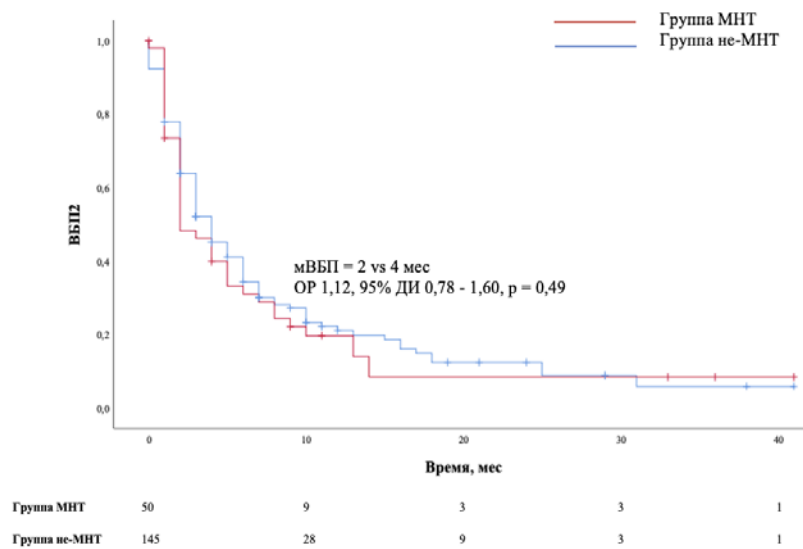 Группа МНТ
Группа не-МНТ
1,0
0,8
0,6
0,4
0,2
0,0
ВБП2
мВБП = 2 vs 4 мес
ОР 1,12, 95% ДИ 0,78 - 1,60, p = 0,49
0 10 20 30 40
Время, мес
Группа МНТ 50 9 3 3 1
Группа не-МНТ 145 28 9 3 1